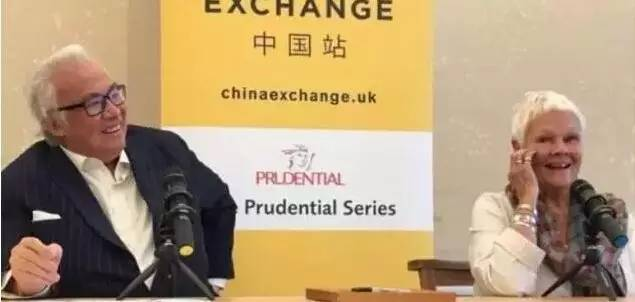 EXCHANGE
中国站
chinaexchange.uk
PRUDENTIAL
Prudential Series